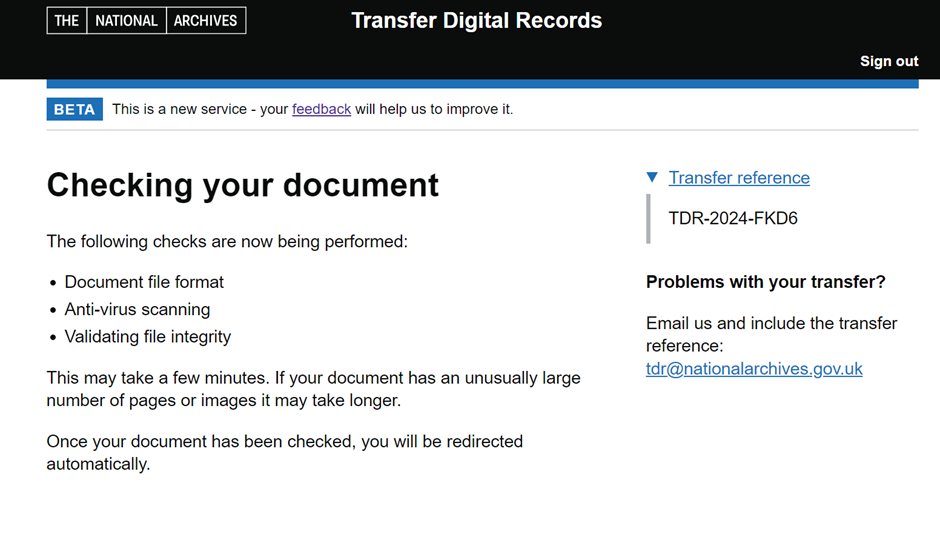 THE NATIONAL ARCHIVES
Transfer Digital Records
Sign out
BETA This is a new service - your feedback will help us to improve it.
Checking your document
The following checks are now being performed:
• Document file format
• Anti-virus scanning
• Validating file integrity
This may take a few minutes. If your document has an unusually large
number of pages or images it may take longer.
Once your document has been checked, you will be redirected
automatically.
▼ Transfer reference
TDR-2024-FKD6
Problems with your transfer?
Email us and include the transfer
reference:
tdr@nationalarchives.gov.uk